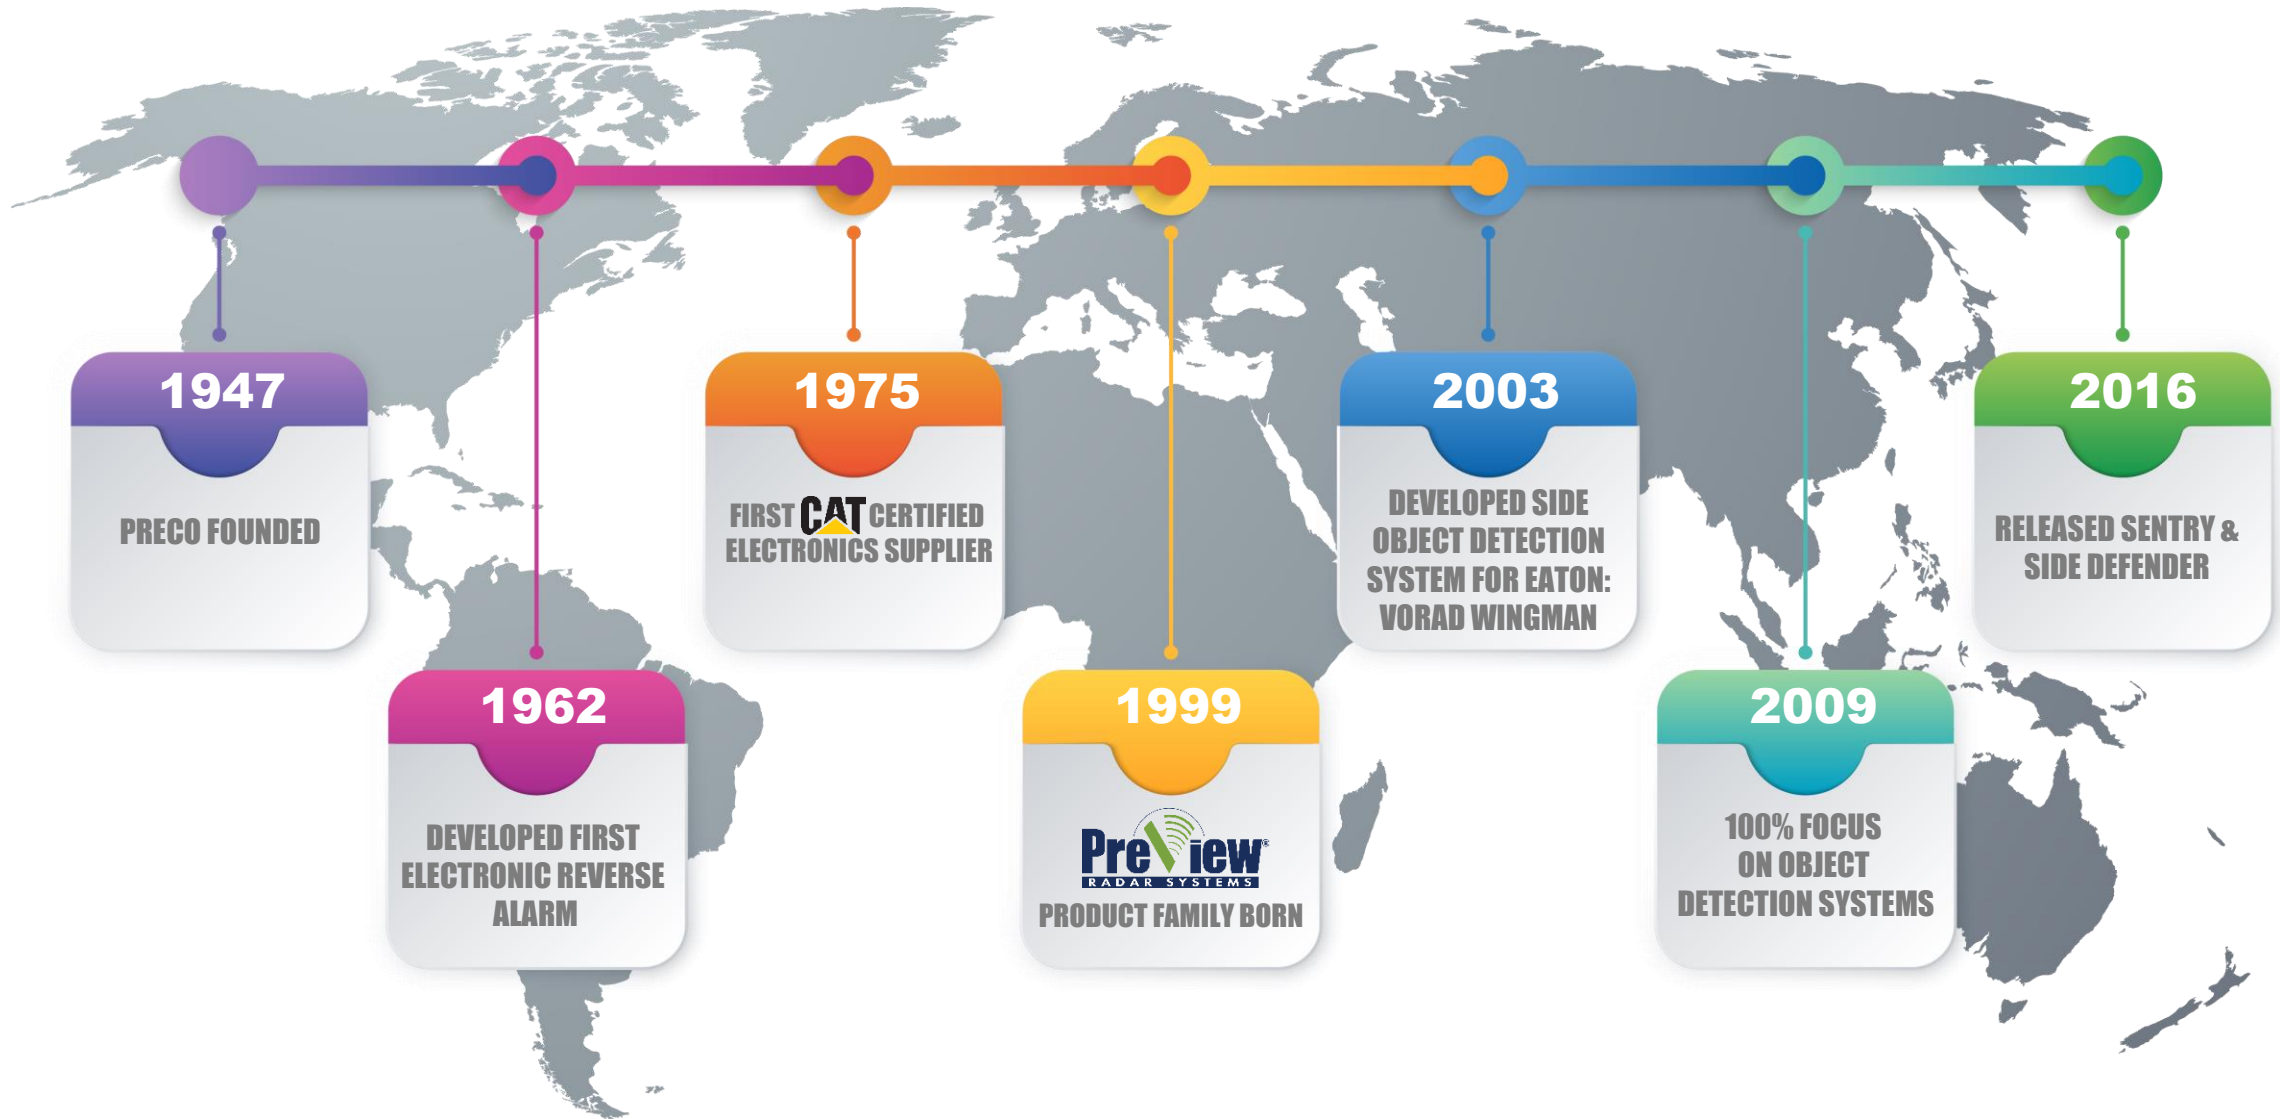 1947
PRECO FOUNDED
1962
DEVELOPED FIRST
ELECTRONIC REVERSE
ALARM
1975
FIRST CAT CERTIFIED
ELECTRONICS SUPPLIER
1999
PreView®
RADAR SYSTEMS
PRODUCT FAMILY BORN
2003
DEVELOPED SIDE
OBJECT DETECTION
SYSTEM FOR EATON:
VORAD WINGMAN
2009
100% FOCUS
ON OBJECT
DETECTION SYSTEMS
2016
RELEASED SENTRY &
SIDE DEFENDER